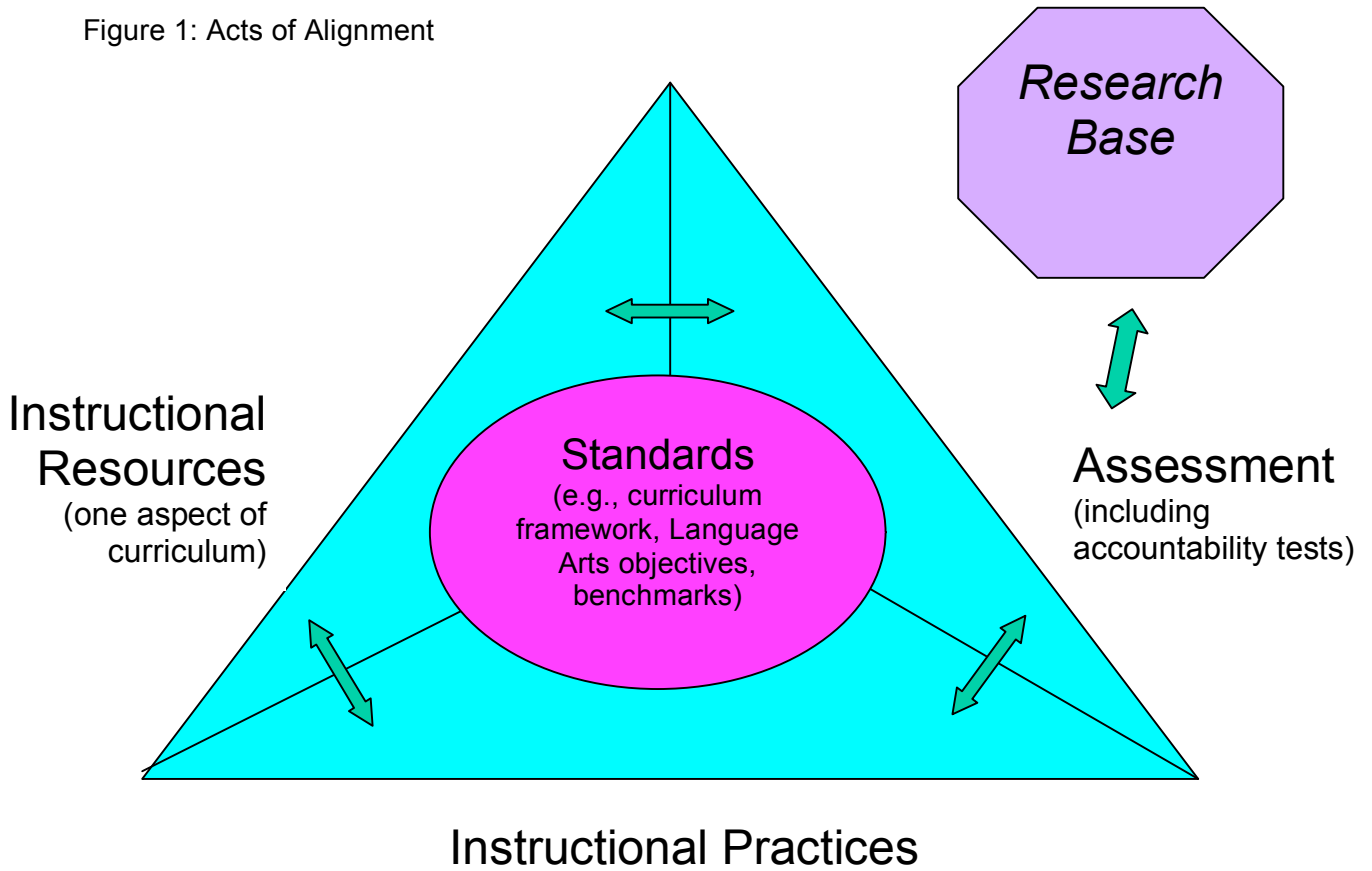 Figure 1: Acts of Alignment
Research
Base
Instructional
Resources
(one aspect of
curriculum)
Standards
(e.g., curriculum
framework, Language
Arts objectives,
benchmarks)
Assessment
(including
accountability tests)
Instructional Practices